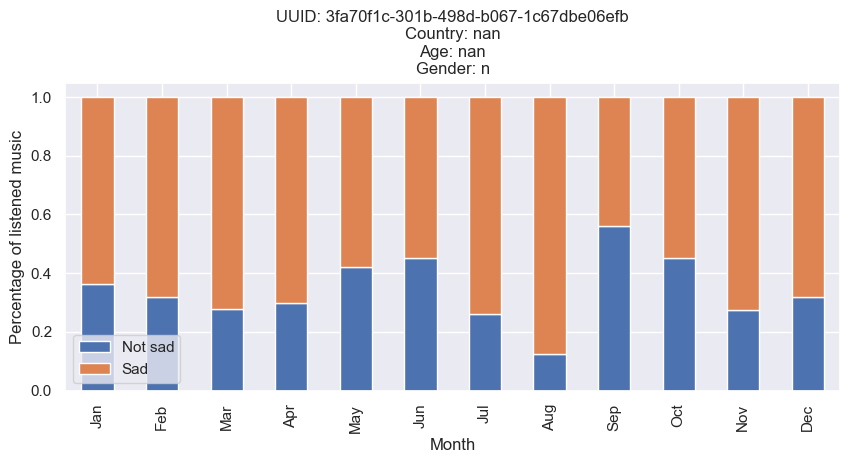 UUID: 3fa70f1c-301b-498d-b067-1c67dbe06efb
Country: nan
Age: nan
Gender: n
Percentage of listened music
1.0
0.8
0.6
0.4
0.2
0.0
Not sad
Sad
Jan Feb Mar Apr May Jun Jul Aug Sep Oct Nov Dec
Month